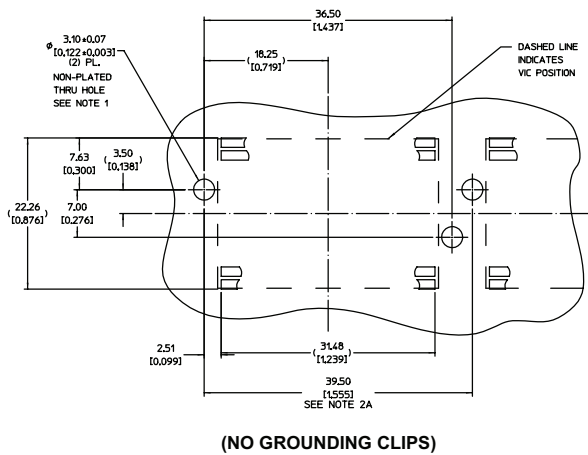 36.50
[1.437]
ø 3.10±0.07
[0.122±0.003]
(2) PL.
NON-PLATED
THRU HOLE
SEE NOTE 1
(18.25
[0.719])
DASHED LINE
INDICATES
VIC POSITION
7.63
[0.300]
(3.50
[0.138])
(22.26
[0.876])
7.00
[0.276]
2.51
[0.099]
(31.48
[1.239])
39.50
[1.555]
SEE NOTE 2A
(NO GROUNDING CLIPS)